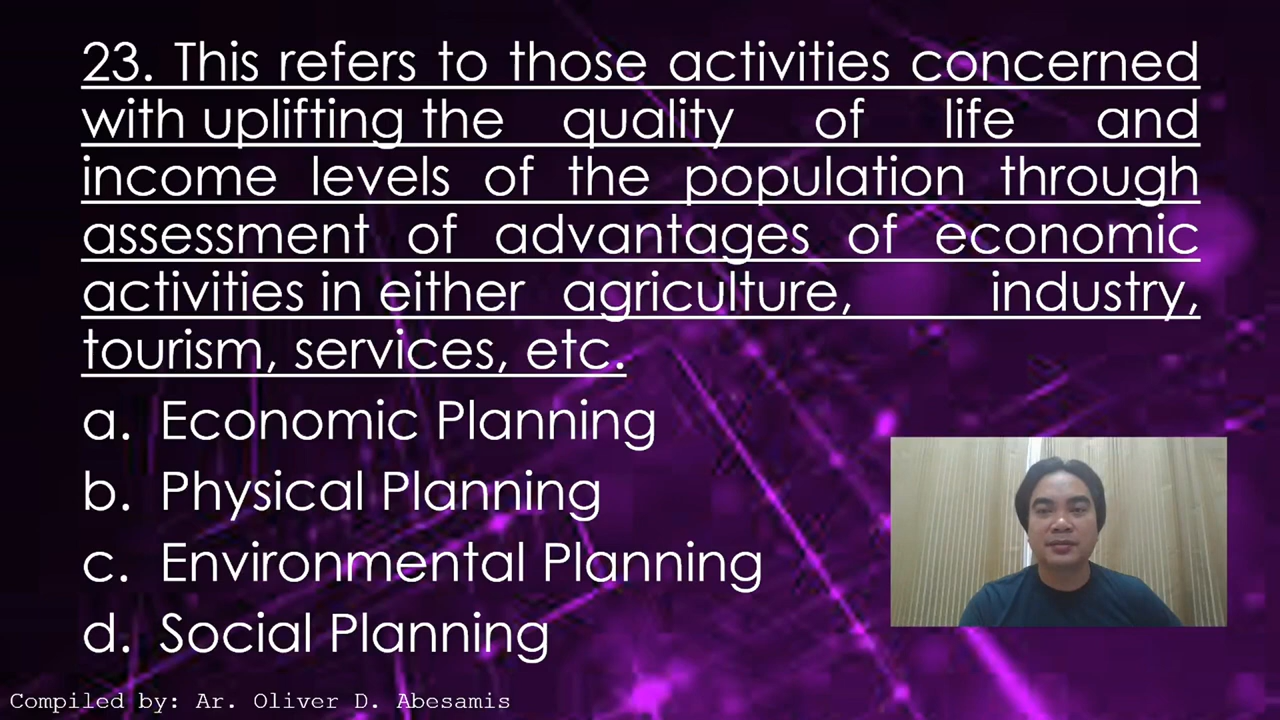 23. This refers to those activities concerned
with uplifting the quality of life and
income levels of the population through
assessment of advantages of economic
activities in either agriculture, industry,
tourism, services, etc.
a. Economic Planning
b. Physical Planning
c. Environmental Planning
d. Social Planning
Compiled by: Ar. Oliver D. Abesamis